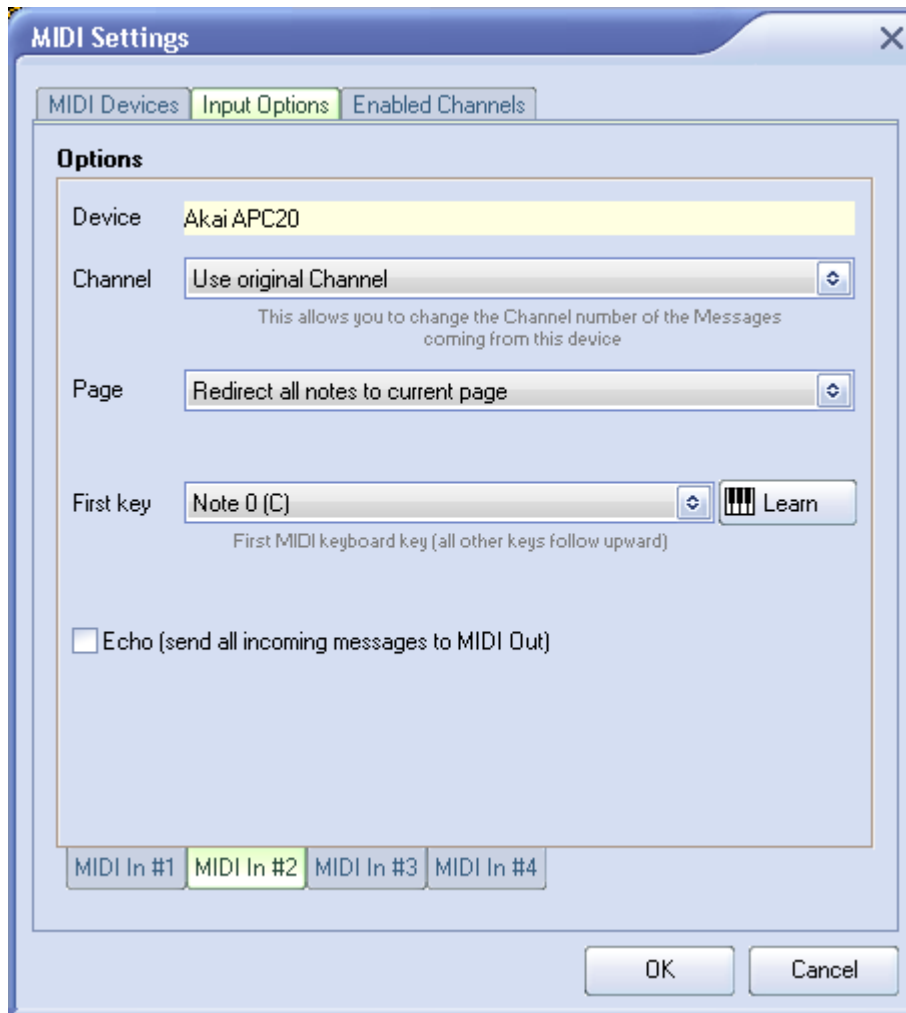 MIDI Settings
MIDI Devices Input Options Enabled Channels
Options
Device Akai APC20
Channel Use original Channel
This allows you to change the Channel number of the Messages
coming from this device
Page Redirect all notes to current page
First key Note 0 (C) Learn
First MIDI keyboard key (all other keys follow upward)
Echo (send all incoming messages to MIDI Out)
MIDI In #1 MIDI In #2 MIDI In #3 MIDI In #4
OK Cancel